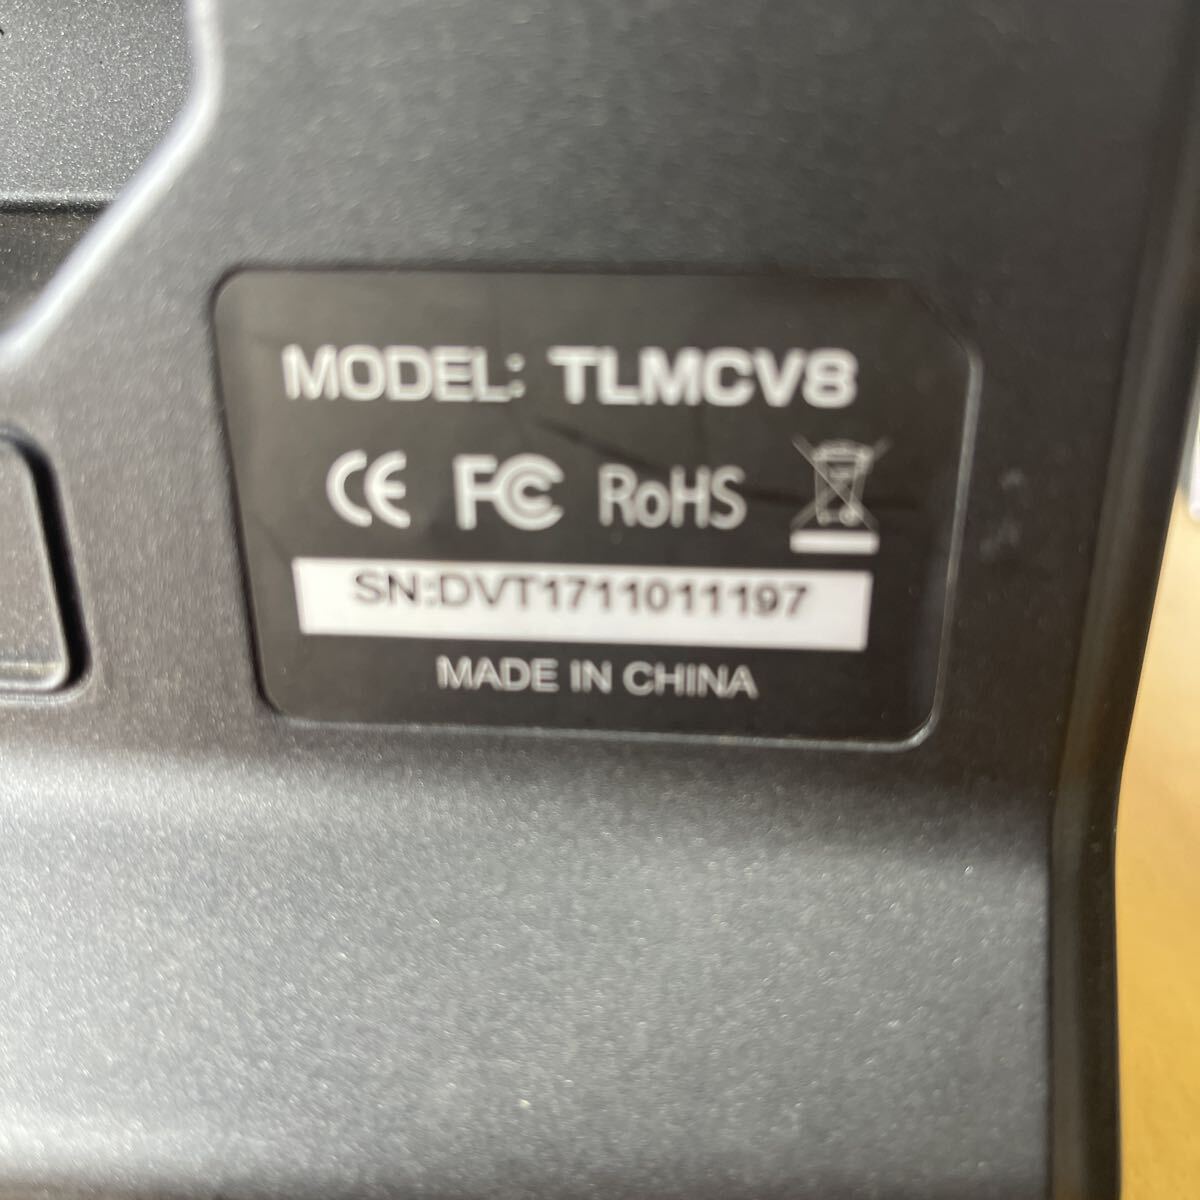 MODEL: TLMCV8
CE FC RoHS
SN:DVT1711011197
MADE IN CHINA